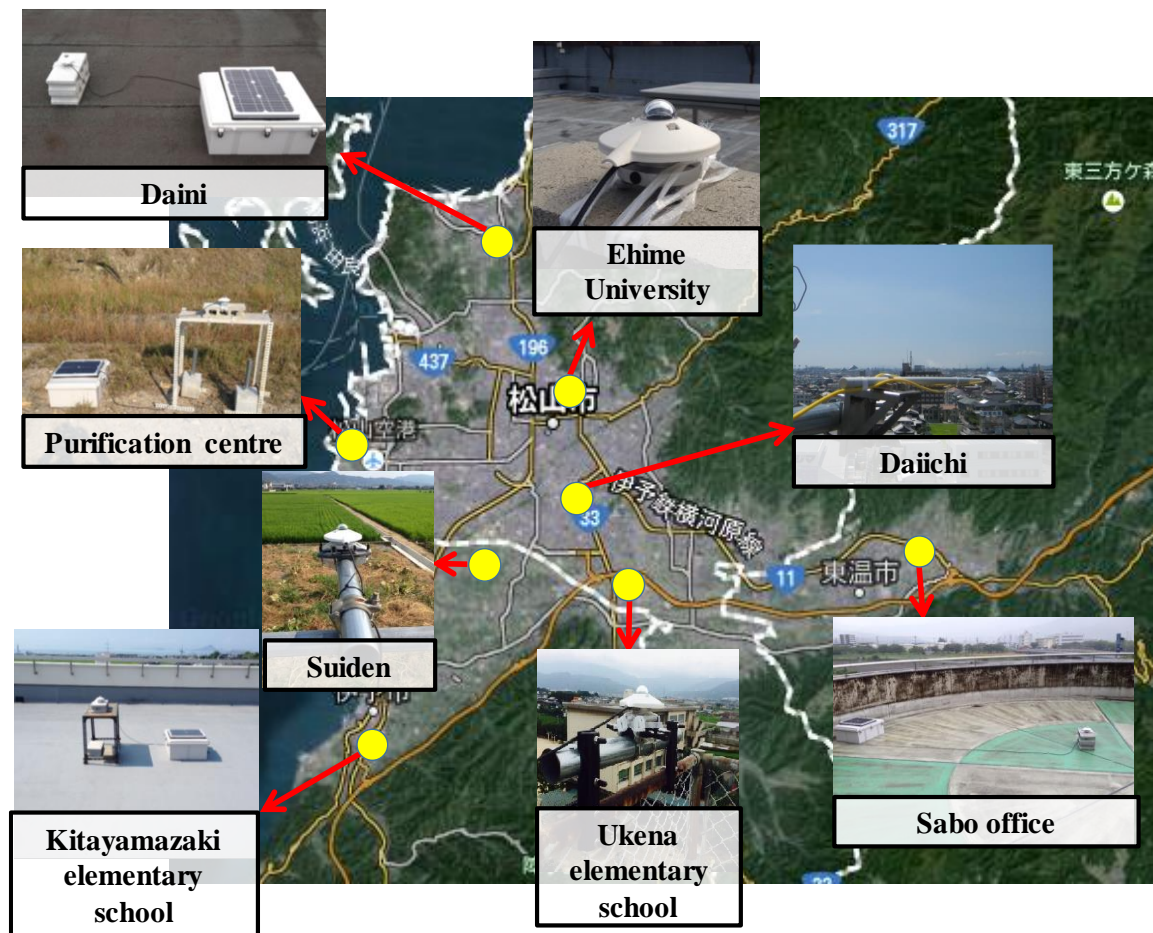 Daini
Ehime
University
317
東三方ケ森
437
196
松山市
Purification centre
Daiichi
33
伊予鉄横河原線
11
東温市
Suiden
Kitayamazaki
elementary
school
Ukena
elementary
school
Sabo office